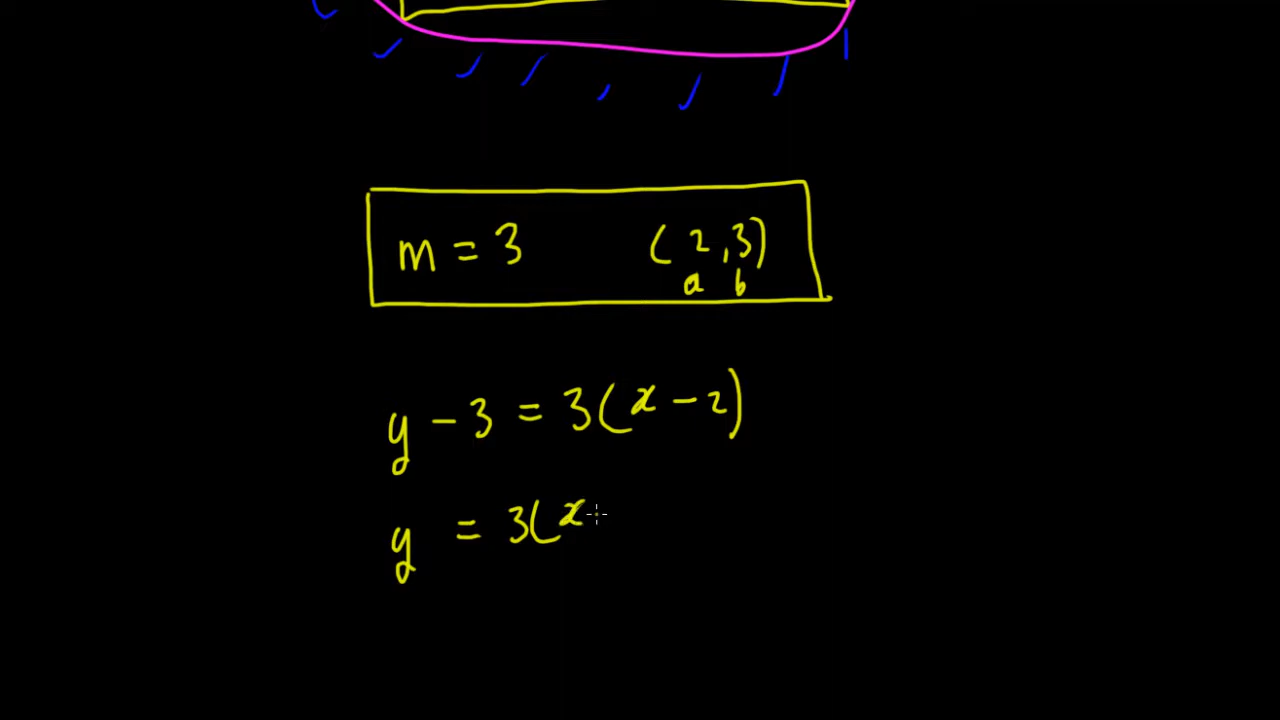 m = 3 (2,3)
a b
y - 3 = 3(x - 2)
y = 3(x